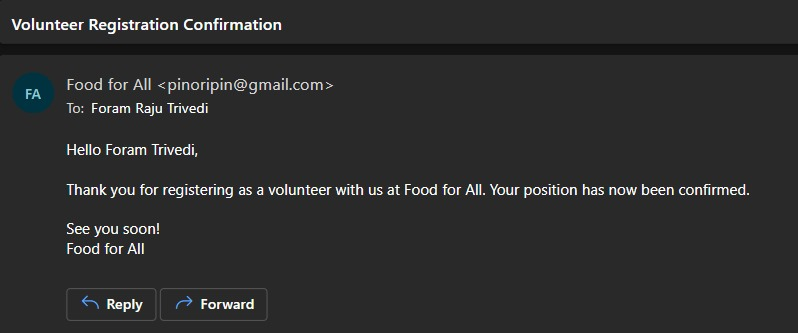 Volunteer Registration Confirmation
FA
Food for All <pinoripin@gmail.com>
To: Foram Raju Trivedi
Hello Foram Trivedi,
Thank you for registering as a volunteer with us at Food for All. Your position has now been confirmed.
See you soon!
Food for All
Reply
Forward